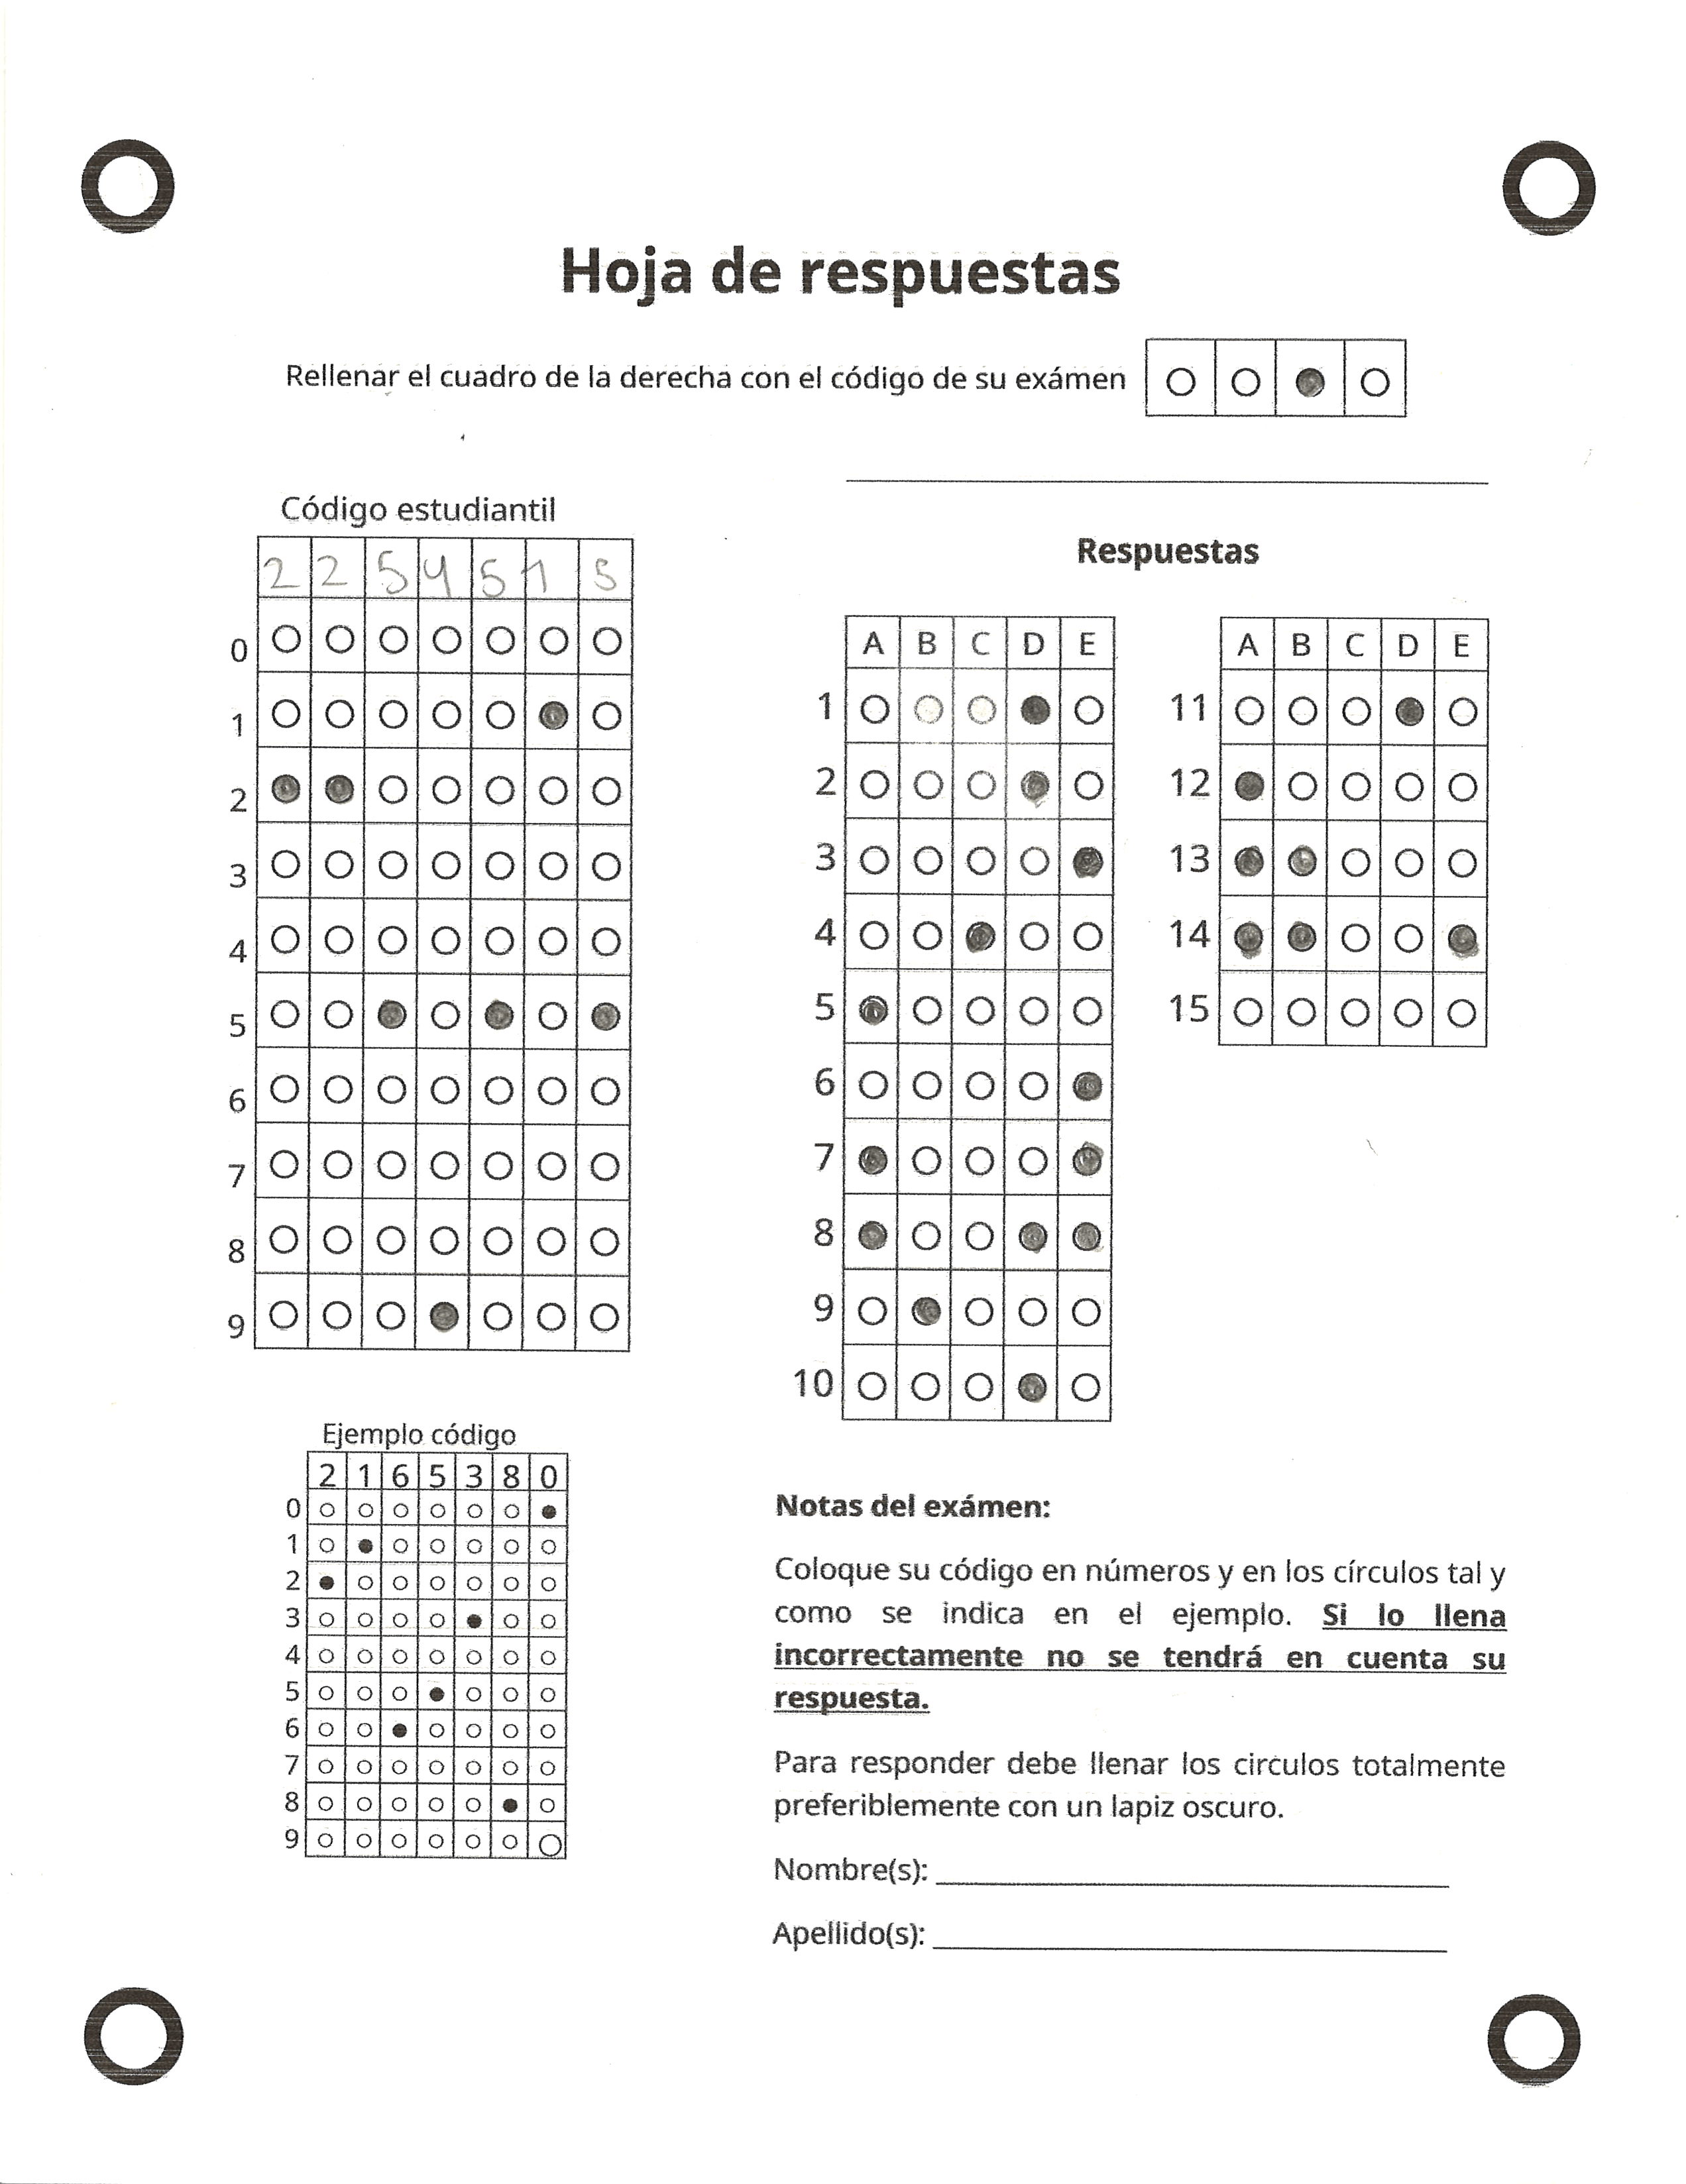 Hoja de respuestas
Rellenar el cuadro de la derecha con el código de su exámen
Código estudiantil
2 2 5 4 5 1 5
0
1
2
3
4
5
6
7
8
9
Respuestas
A B C D E
1
2
3
4
5
6
7
8
9
10
A B C D E
11
12
13
14
15
Ejemplo código
2 1 6 5 3 8 0
0
1
2
3
4
5
6
7
8
9
Notas del exámen:
Coloque su código en números y en los círculos tal y
como se indica en el ejemplo. Si lo llena
incorrectamente no se tendrá en cuenta su
respuesta.
Para responder debe llenar los circulos totalmente
preferiblemente con un lapiz oscuro.
Nombre(s):
Apellido(s):